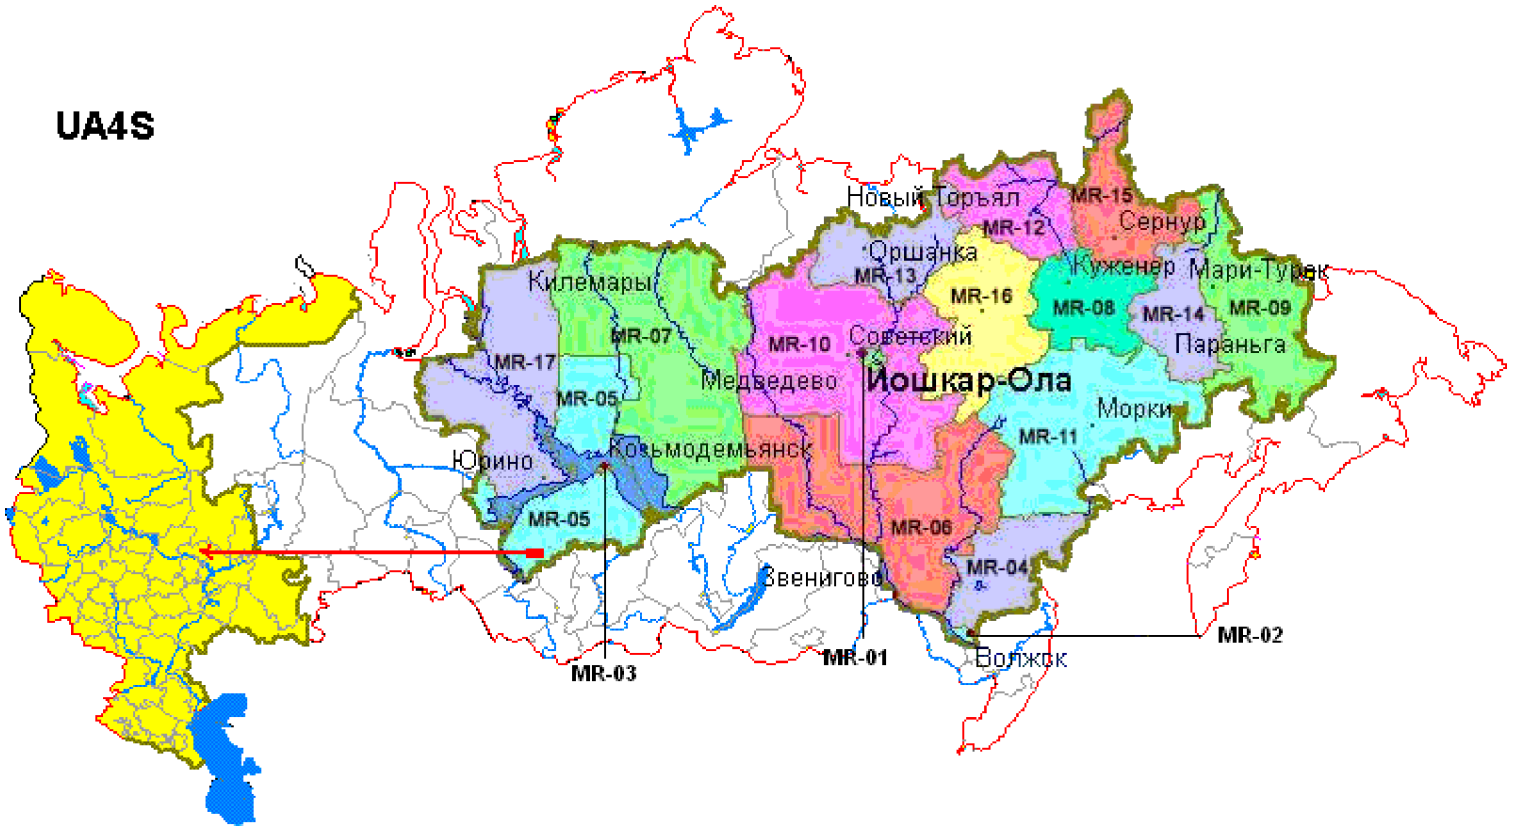 UA4S
Новый Торъял
MR-15
Сернур
MR-12
Оршанка
MR-13
Куженер
Мари-Турек
Килемары
MR-16
MR-08
MR-14
MR-09
MR-07
MR-10
Советский
Параньга
MR-17
Медведево
Йошкар-Ола
MR-05
Морки
MR-11
Козьмодемьянск
Юрино
MR-05
MR-06
MR-04
Звенигово
MR-02
Волжск
MR-01
MR-03